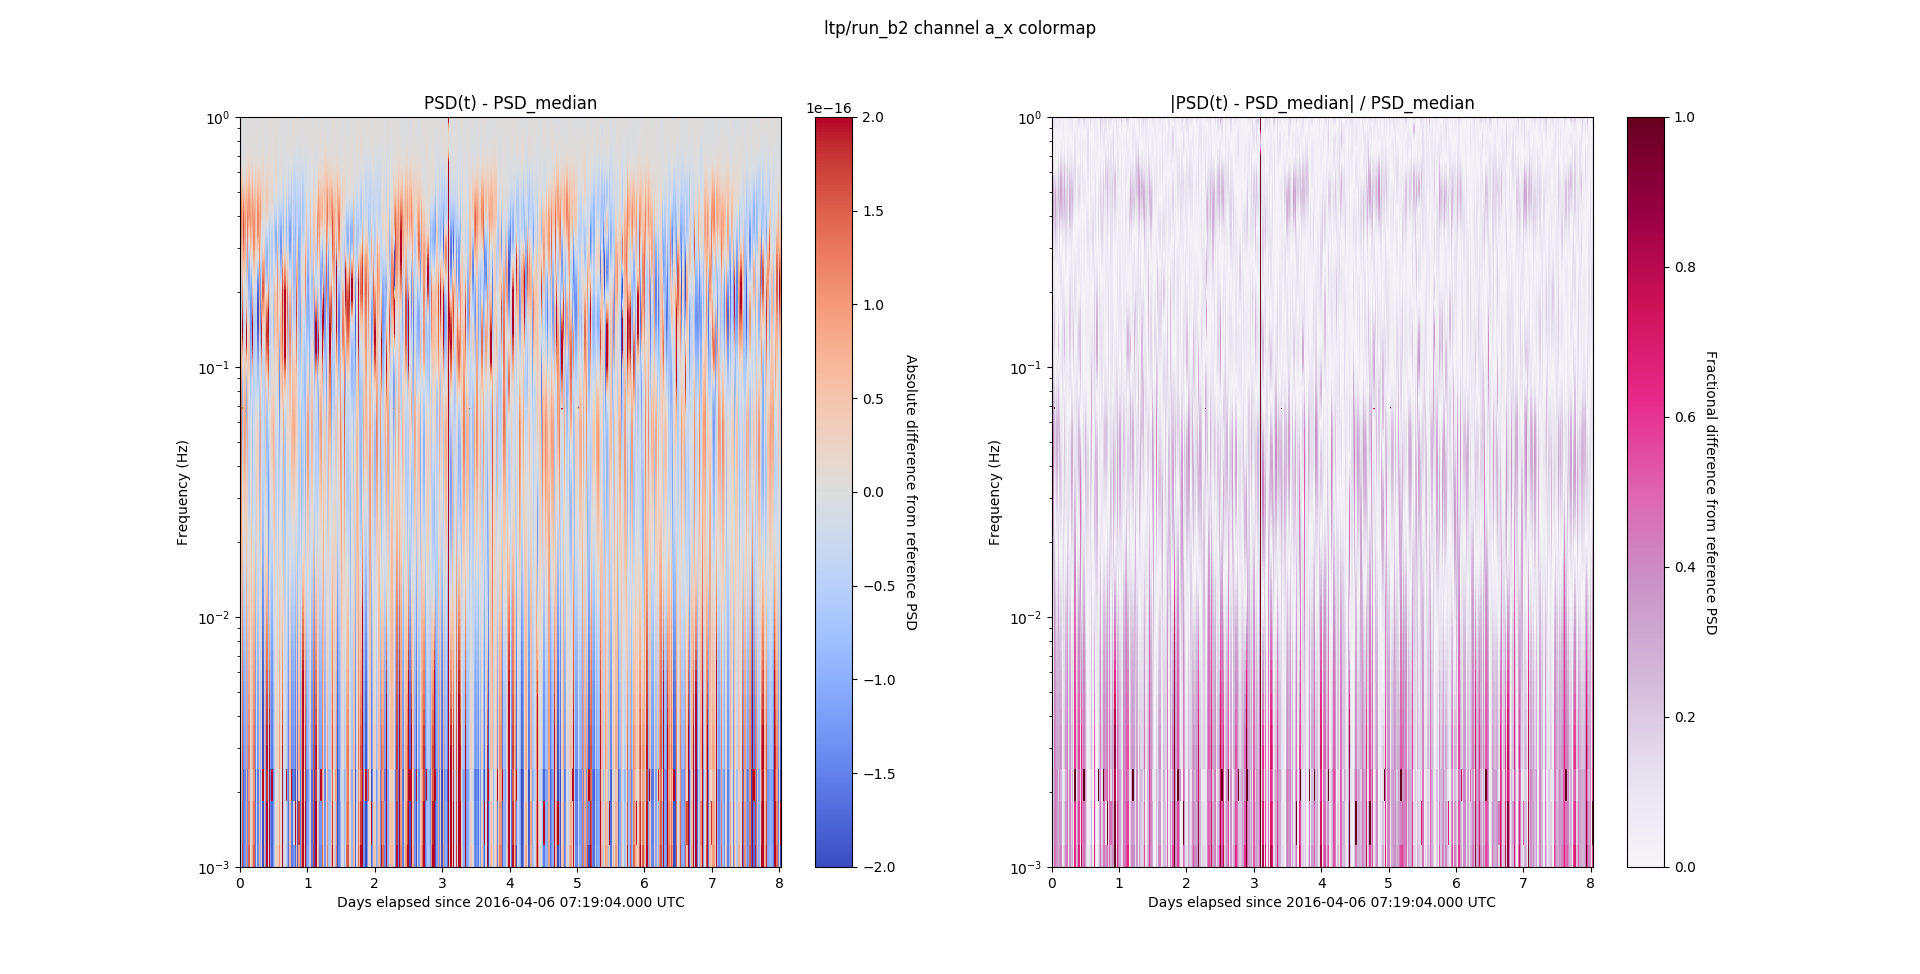 ltp/run_b2 channel a_x colormap
PSD(t) - PSD_median
1e−16
10⁰
10⁻¹
10⁻²
10⁻³
Frequency (Hz)
0 1 2 3 4 5 6 7 8
Days elapsed since 2016-04-06 07:19:04.000 UTC
2.0
1.5
1.0
0.5
0.0
−0.5
−1.0
−1.5
−2.0
Absolute difference from reference PSD
|PSD(t) - PSD_median| / PSD_median
10⁰
10⁻¹
10⁻²
10⁻³
Frequency (Hz)
0 1 2 3 4 5 6 7 8
Days elapsed since 2016-04-06 07:19:04.000 UTC
1.0
0.8
0.6
0.4
0.2
0.0
Fractional difference from reference PSD